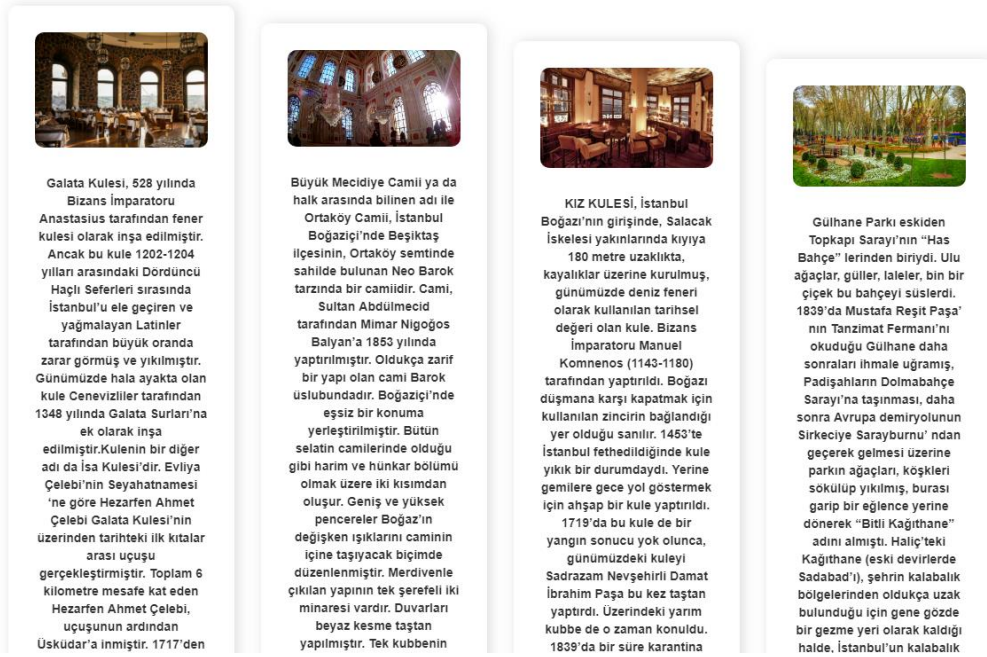 Galata Kulesi, 528 yılında
Bizans İmparatoru
Anastasius tarafından fener
kulesi olarak inşa edilmiştir.
Ancak bu kule 1202-1204
yılları arasındaki Dördüncü
Haçlı Seferleri sırasında
İstanbul’u ele geçiren ve
yağmalayan Latinler
tarafından büyük oranda
zarar görmüş ve yıkılmıştır.
Günümüzde hala ayakta olan
kule Cenevizliler tarafından
1348 yılında Galata Surları’na
ek olarak inşa
edilmiştir.Kulenin bir diğer
adı da İsa Kulesi’dir. Evliya
Çelebi’nin Seyahatnamesi
‘ne göre Hezarfen Ahmet
Çelebi Galata Kulesi’nin
üzerinden tarihteki ilk kıtalar
arası uçuşu
gerçekleştirmiştir. Toplam 6
kilometre mesafe kat eden
Hezarfen Ahmet Çelebi,
uçuşunun ardından
Üsküdar’a inmiştir. 1717’den
Büyük Mecidiye Camii ya da
halk arasında bilinen adı ile
Ortaköy Camii, İstanbul
Boğaziçi’nde Beşiktaş
ilçesinin, Ortaköy semtinde
sahilde bulunan Neo Barok
tarzında bir camiidir. Cami,
Sultan Abdülmecid
tarafından Mimar Nigoğos
Balyan’a 1853 yılında
yaptırılmıştır. Oldukça zarif
bir yapı olan cami Barok
üslubundadır. Boğaziçi’nde
eşsiz bir konuma
yerleştirilmiştir. Bütün
selatin camilerinde olduğu
gibi harim ve hünkar bölümü
olmak üzere iki kısımdan
oluşur. Geniş ve yüksek
pencereler Boğaz’ın
değişken ışıklarını caminin
içine taşıyacak biçimde
düzenlenmiştir. Merdivenle
çıkılan yapının tek şerefeli iki
minaresi vardır. Duvarları
beyaz kesme taştan
yapılmıştır. Tek kubbenin
KIZ KULESİ, İstanbul
Boğazı’nın girişinde, Salacak
İskelesi yakınlarında kıyıya
180 metre uzaklıkta,
kayalıklar üzerine kurulmuş,
günümüzde deniz feneri
olarak kullanılan tarihsel
değeri olan kule. Bizans
İmparatoru Manuel
Komnenos (1143-1180)
tarafından yaptırıldı. Boğazı
düşmana karşı kapatmak için
kullanılan zincirin bağlandığı
yer olduğu sanılır. 1453’te
İstanbul fethedildiğinde kule
yıkık bir durumdaydı. Yerine
gemilere gece yol göstermek
için ahşap bir kule yaptırıldı.
1719’da bu kule de bir
yangın sonucu yok olunca,
günümüzdeki kuleyi
Sadrazam Nevşehirli Damat
İbrahim Paşa bu kez taştan
yaptırdı. Üzerindeki yarım
kubbe de o zaman konuldu.
1839’da bir süre karantina
Gülhane Parkı eskiden
Topkapı Sarayı’nın “Has
Bahçe” lerinden biriydi. Ulu
ağaçlar, güller, laleler, bin bir
çiçek bu bahçeyi süslerdi.
1839’da Mustafa Reşit Paşa’
nın Tanzimat Fermanı’nı
okuduğu Gülhane daha
sonraları ihmale uğramış,
Padişahların Dolmabahçe
Sarayı’na taşınması, daha
sonra Avrupa demiryolunun
Sirkeciye Sarayburnu’ ndan
geçerek gelmesi üzerine
parkın ağaçları, köşkleri
sökülüp yıkılmış, burası
garip bir eğlence yerine
dönerek “Bitli Kağıthane”
adını almıştı. Haliç’teki
Kağıthane (eski devirlerde
Sadabad’ı), şehrin kalabalık
bölgelerinden oldukça uzak
bulunduğu için gene gözde
bir gezme yeri olarak kaldığı
halde, İstanbul’un kalabalık